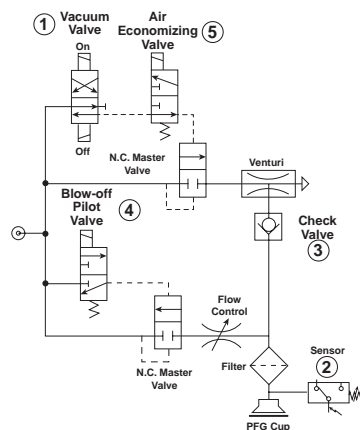 1
Vacuum
Valve
On
Off
Air
Economizing
Valve
5
N.C. Master
Valve
Venturi
Blow-off
Pilot
Valve
4
Check
Valve
3
Flow
Control
N.C. Master
Valve
Filter
Sensor
2
PFG Cup